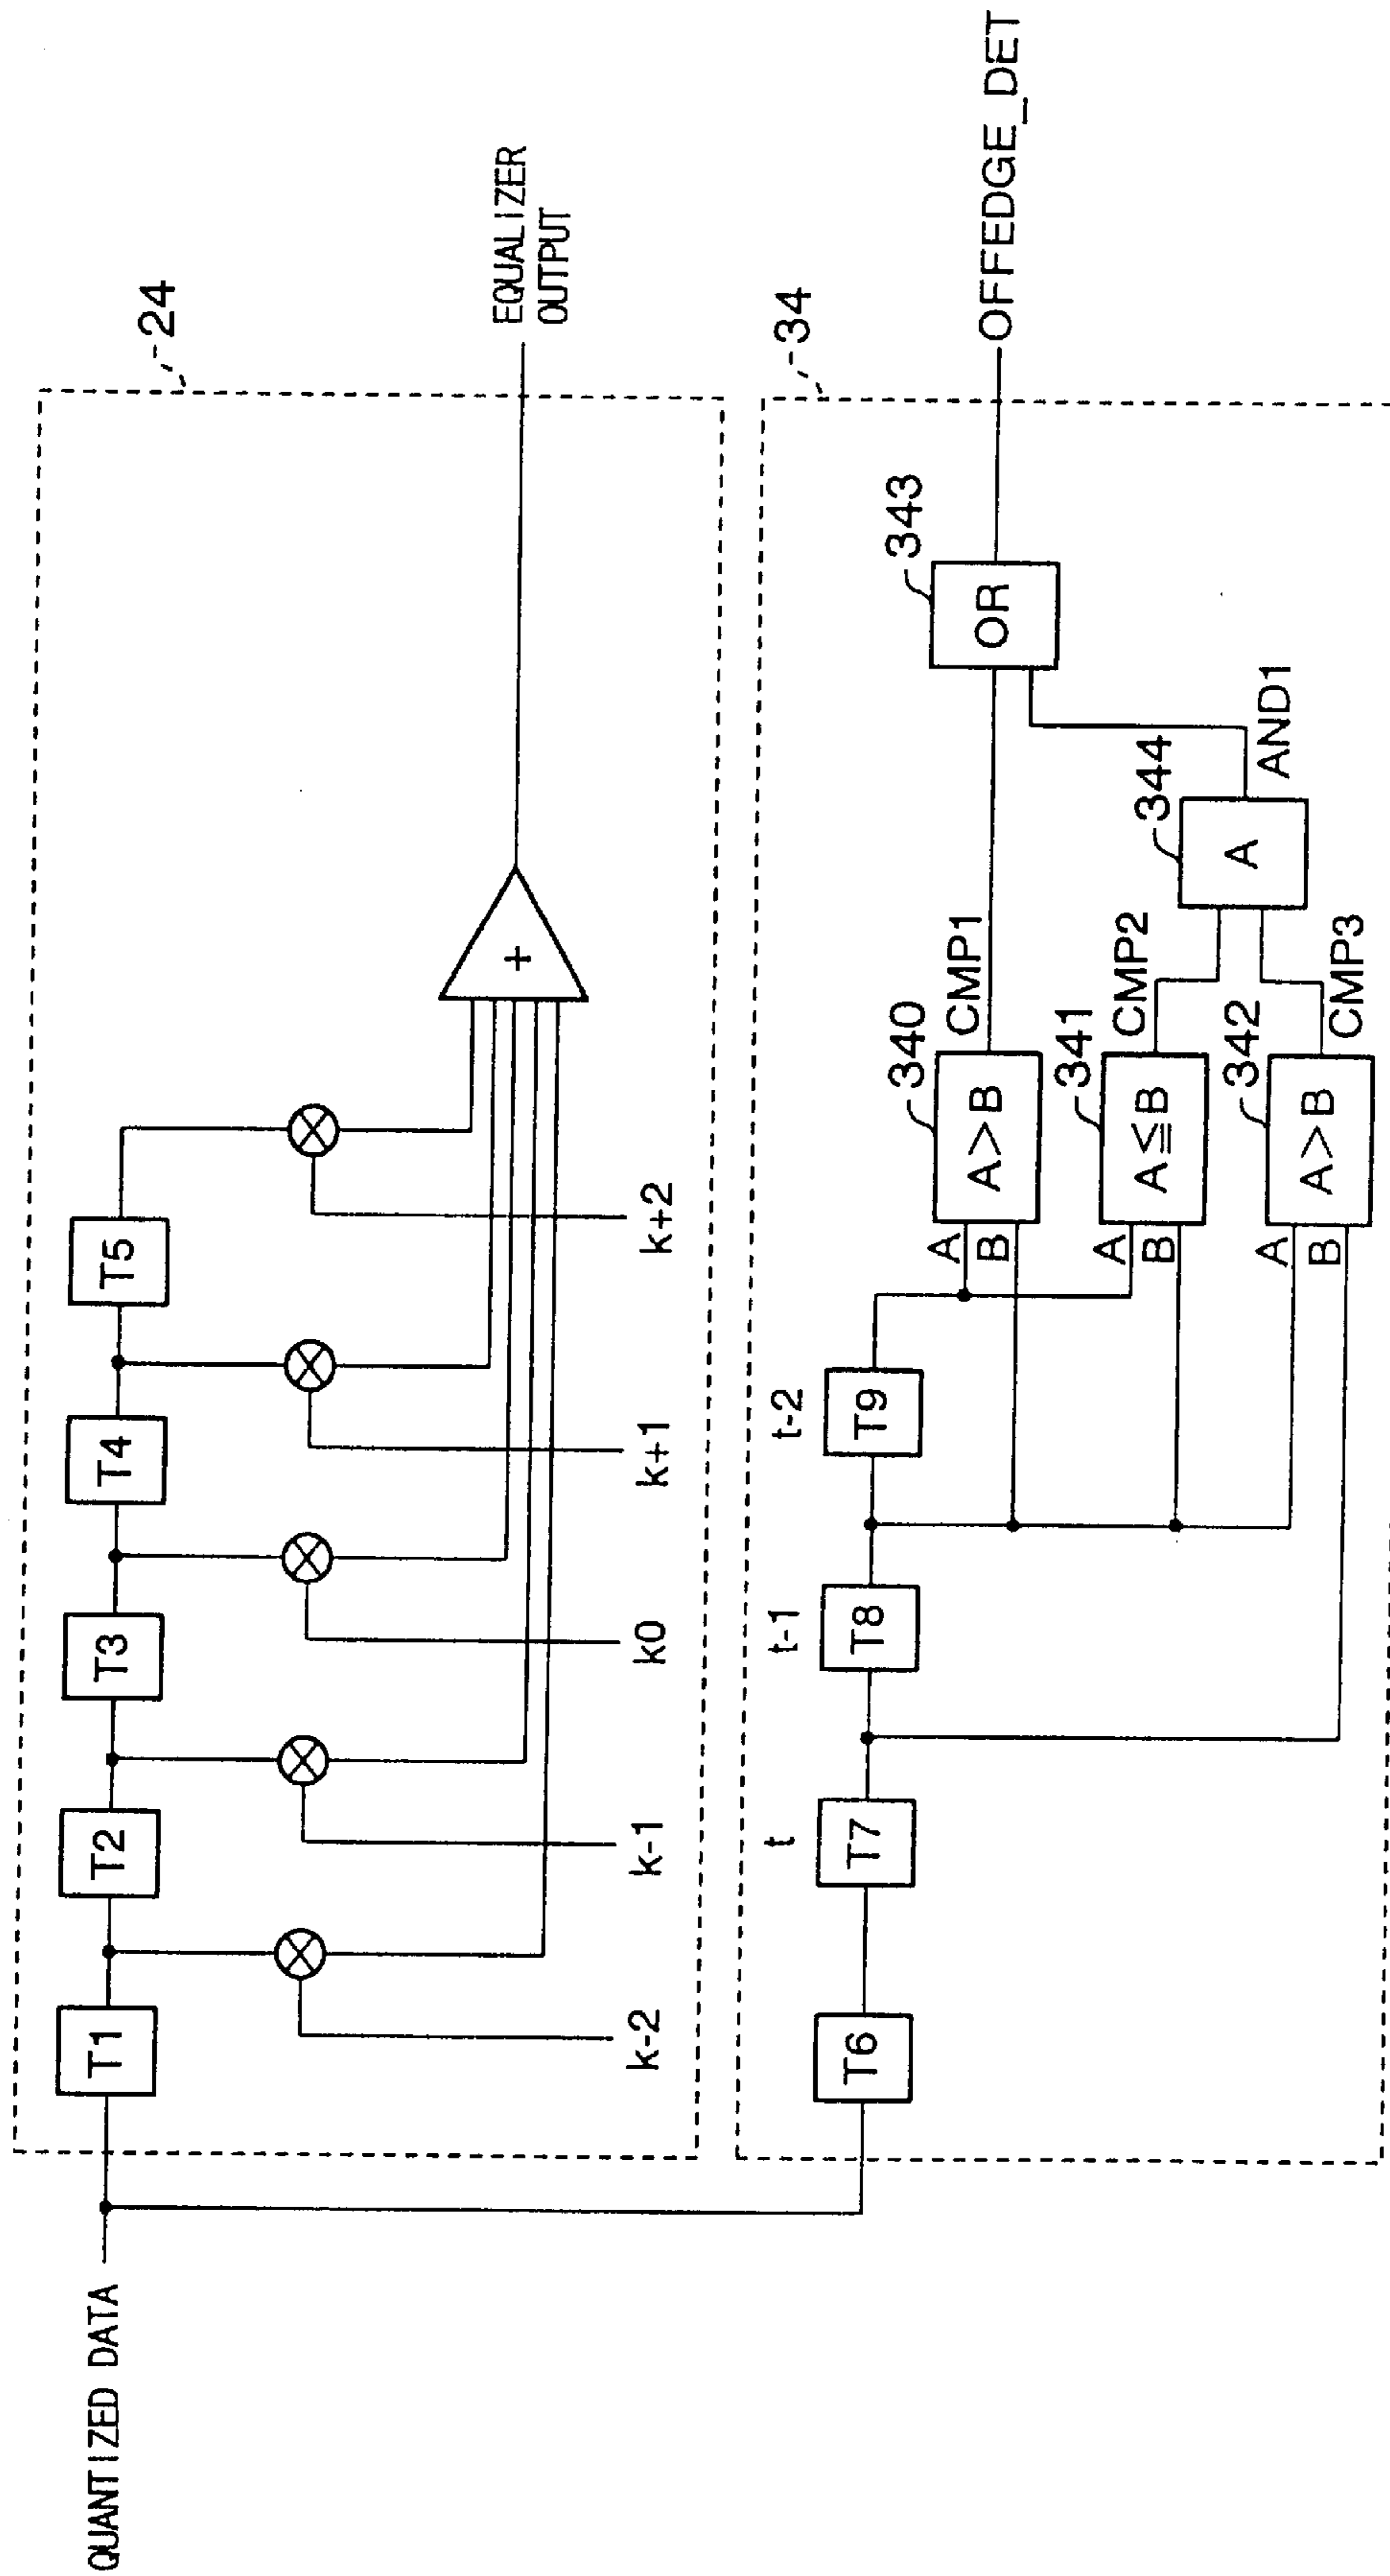 QUANTIZED DATA
24
T1
T2
T3
T4
T5
k-2
k-1
k0
k+1
k+2
+
EQUALIZER
OUTPUT
34
t
t-1
t-2
T6
T7
T8
T9
A
B
340
A>B
CMP1
A
B
341
A≦B
CMP2
A
B
342
A>B
CMP3
344
A
AND1
343
OR
OFFEDGE_DET